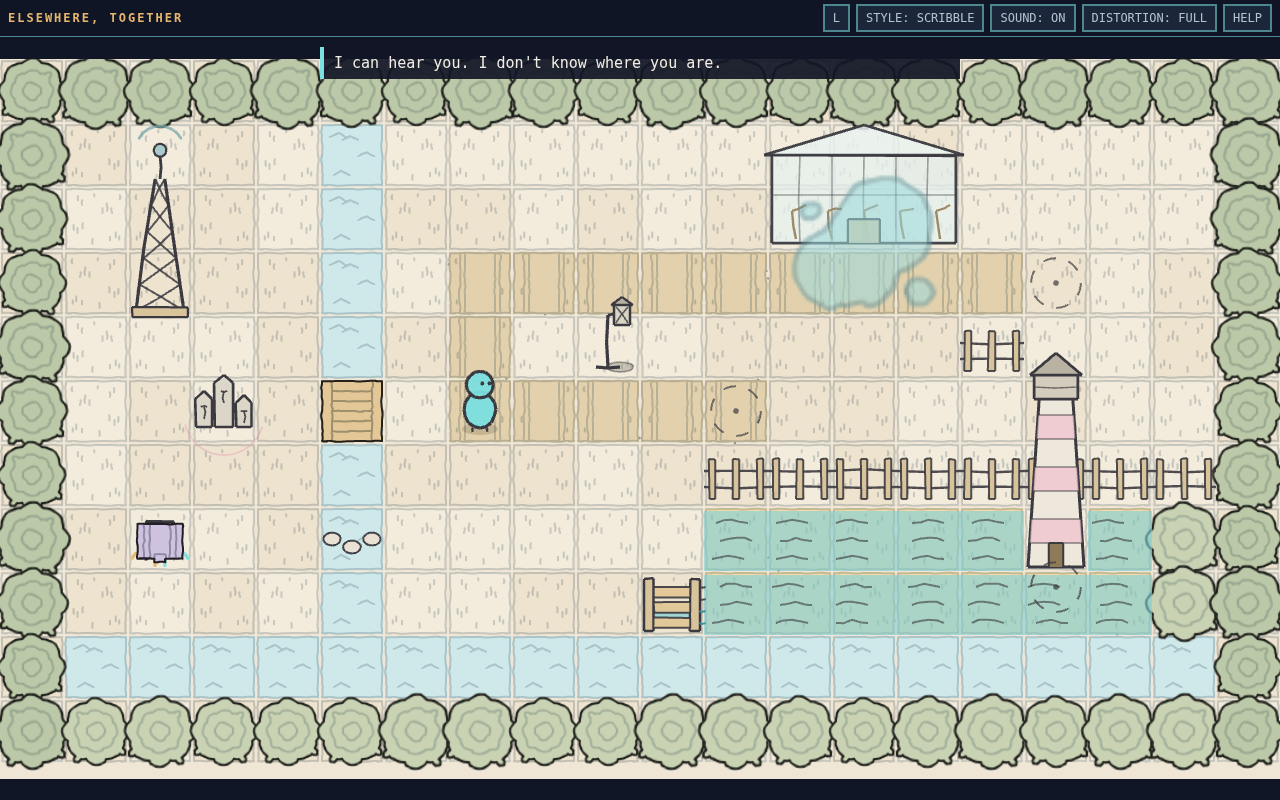 ELSEWHERE, TOGETHER
L
STYLE: SCRIBBLE
SOUND: ON
DISTORTION: FULL
HELP
I can hear you. I don't know where you are.